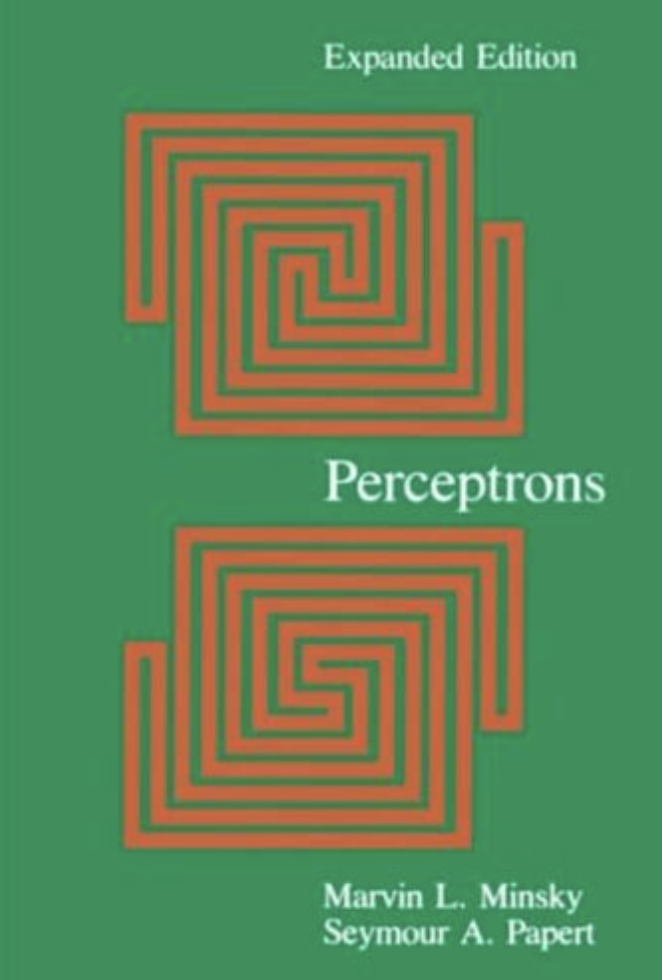 Expanded Edition
Perceptrons
Marvin L. Minsky
Seymour A. Papert